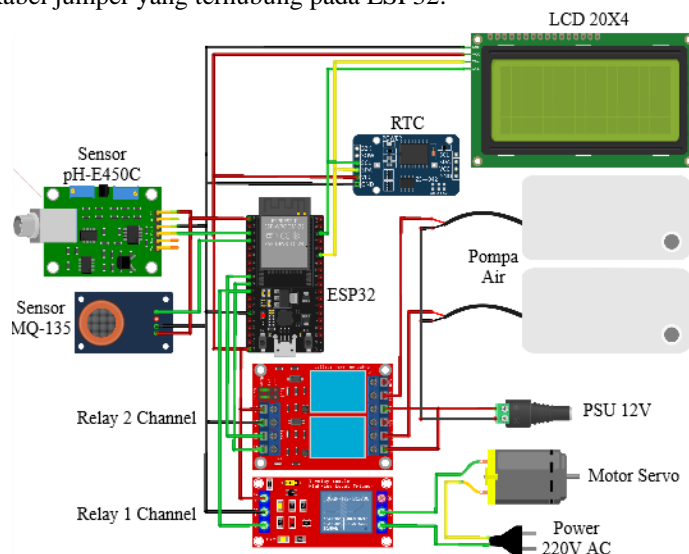 kabel jumper yang terhubung pada ESP32.
LCD 20X4
RTC
Sensor
pH-E450C
ESP32
Pompa
Air
Sensor
MQ-135
Relay 2 Channel
PSU 12V
Motor Servo
Relay 1 Channel
Power
220V AC